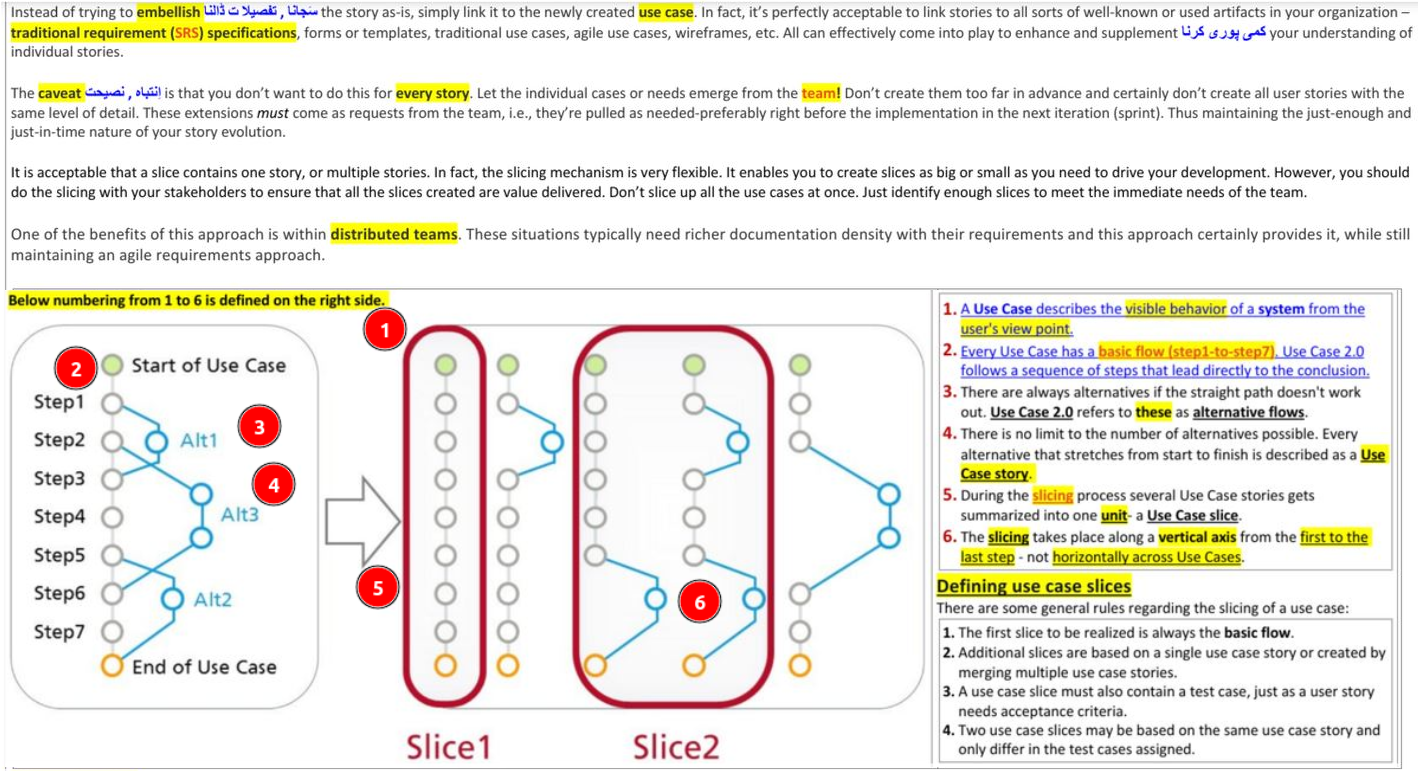 Instead of trying to embellish سَجانا , تفصیلا ت ڈالنا the story as-is, simply link it to the newly created use case. In fact, it's perfectly acceptable to link stories to all sorts of well-known or used artifacts in your organization –
traditional requirement (SRS) specifications, forms or templates, traditional use cases, agile use cases, wireframes, etc. All can effectively come into play to enhance and supplement کمی پوری کرنا your understanding of
individual stories.
The caveat اِنتباہ , نصیحت is that you don't want to do this for every story. Let the individual cases or needs emerge from the team! Don't create them too far in advance and certainly don't create all user stories with the
same level of detail. These extensions must come as requests from the team, i.e., they're pulled as needed-preferably right before the implementation in the next iteration (sprint). Thus maintaining the just-enough and
just-in-time nature of your story evolution.
It is acceptable that a slice contains one story, or multiple stories. In fact, the slicing mechanism is very flexible. It enables you to create slices as big or small as you need to drive your development. However, you should
do the slicing with your stakeholders to ensure that all the slices created are value delivered. Don't slice up all the use cases at once. Just identify enough slices to meet the immediate needs of the team.
One of the benefits of this approach is within distributed teams. These situations typically need richer documentation density with their requirements and this approach certainly provides it, while still
maintaining an agile requirements approach.
Below numbering from 1 to 6 is defined on the right side.
1
2 Start of Use Case
Step1
Step2 Alt1 3
Step3 4
Step4 Alt3
Step5
5 6
Step6 Alt2
Step7
End of Use Case
Slice1 Slice2
1. A Use Case describes the visible behavior of a system from the
user's view point.
2. Every Use Case has a basic flow (step1-to-step7). Use Case 2.0
follows a sequence of steps that lead directly to the conclusion.
3. There are always alternatives if the straight path doesn't work
out. Use Case 2.0 refers to these as alternative flows.
4. There is no limit to the number of alternatives possible. Every
alternative that stretches from start to finish is described as a Use
Case story.
5. During the slicing process several Use Case stories gets
summarized into one unit- a Use Case slice.
6. The slicing takes place along a vertical axis from the first to the
last step - not horizontally across Use Cases.
Defining use case slices
There are some general rules regarding the slicing of a use case:
1. The first slice to be realized is always the basic flow.
2. Additional slices are based on a single use case story or created by
merging multiple use case stories.
3. A use case slice must also contain a test case, just as a user story
needs acceptance criteria.
4. Two use case slices may be based on the same use case story and
only differ in the test cases assigned.